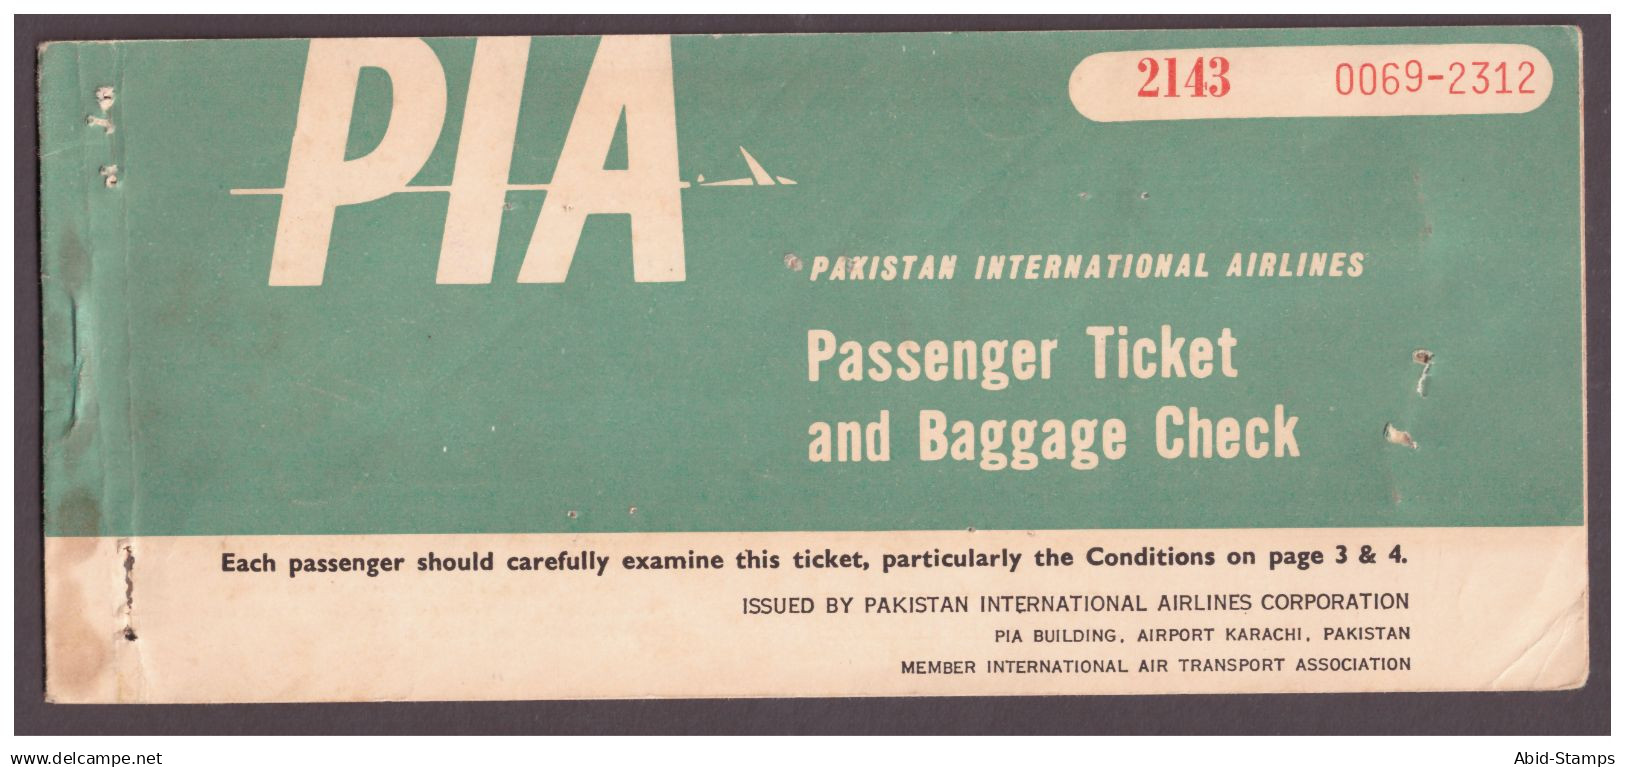 PIA
2143 0069-2312
PAKISTAN INTERNATIONAL AIRLINES
Passenger Ticket
and Baggage Check
Each passenger should carefully examine this ticket, particularly the Conditions on page 3 & 4.
ISSUED BY PAKISTAN INTERNATIONAL AIRLINES CORPORATION
PIA BUILDING, AIRPORT KARACHI, PAKISTAN
MEMBER INTERNATIONAL AIR TRANSPORT ASSOCIATION
www.delcampe.net
Abid-Stamps